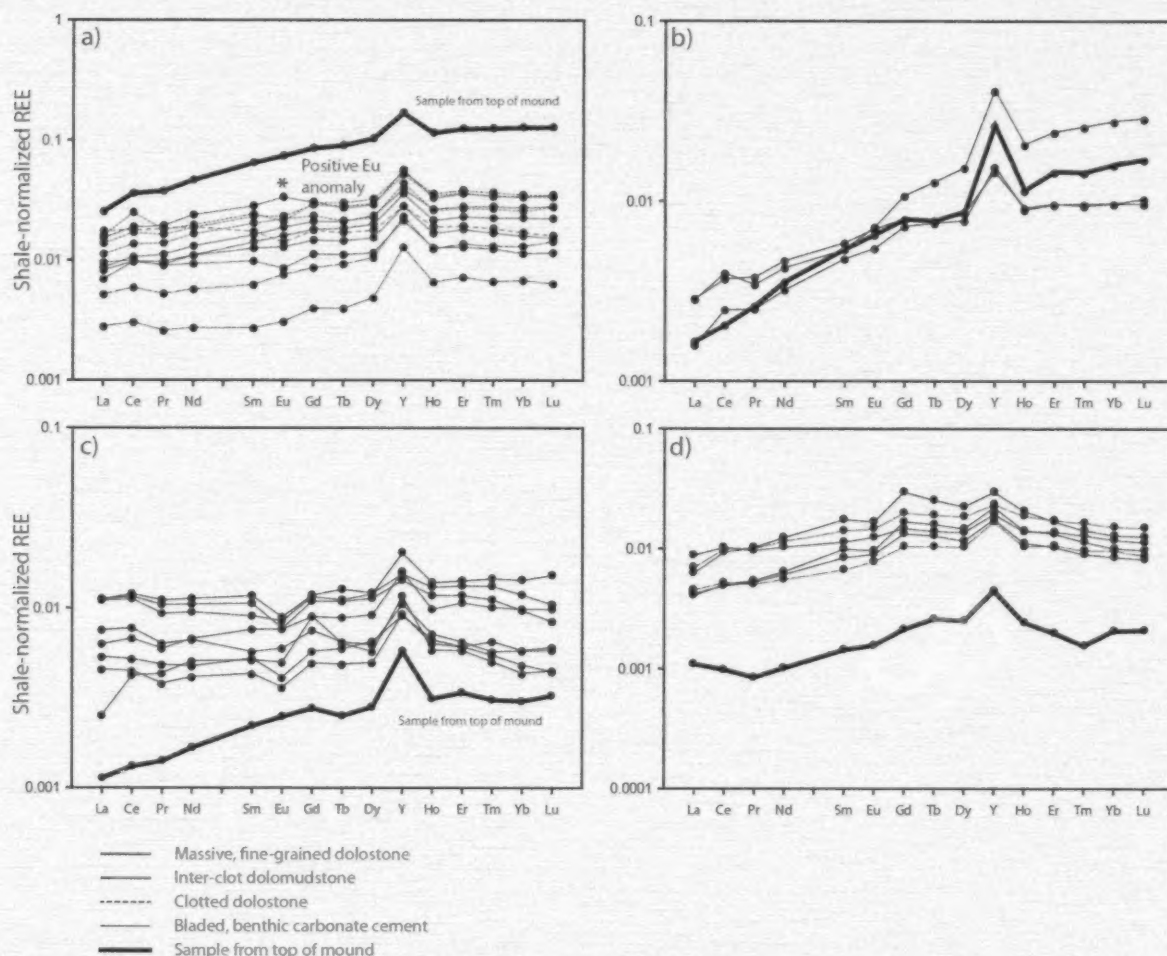 a)
1
0.1
0.01
0.001
Shale-normalized REE
Sample from top of mound
*
Positive Eu
anomaly
La Ce Pr Nd Sm Eu Gd Tb Dy Y Ho Er Tm Yb Lu
b)
0.1
0.01
0.001
La Ce Pr Nd Sm Eu Gd Tb Dy Y Ho Er Tm Yb Lu
c)
0.1
0.01
0.001
Shale-normalized REE
Sample from top of mound
La Ce Pr Nd Sm Eu Gd Tb Dy Y Ho Er Tm Yb Lu
d)
0.1
0.01
0.001
0.0001
La Ce Pr Nd Sm Eu Gd Tb Dy Y Ho Er Tm Yb Lu
Massive, fine-grained dolostone
Inter-clot dolomudstone
Clotted dolostone
Bladed, benthic carbonate cement
Sample from top of mound